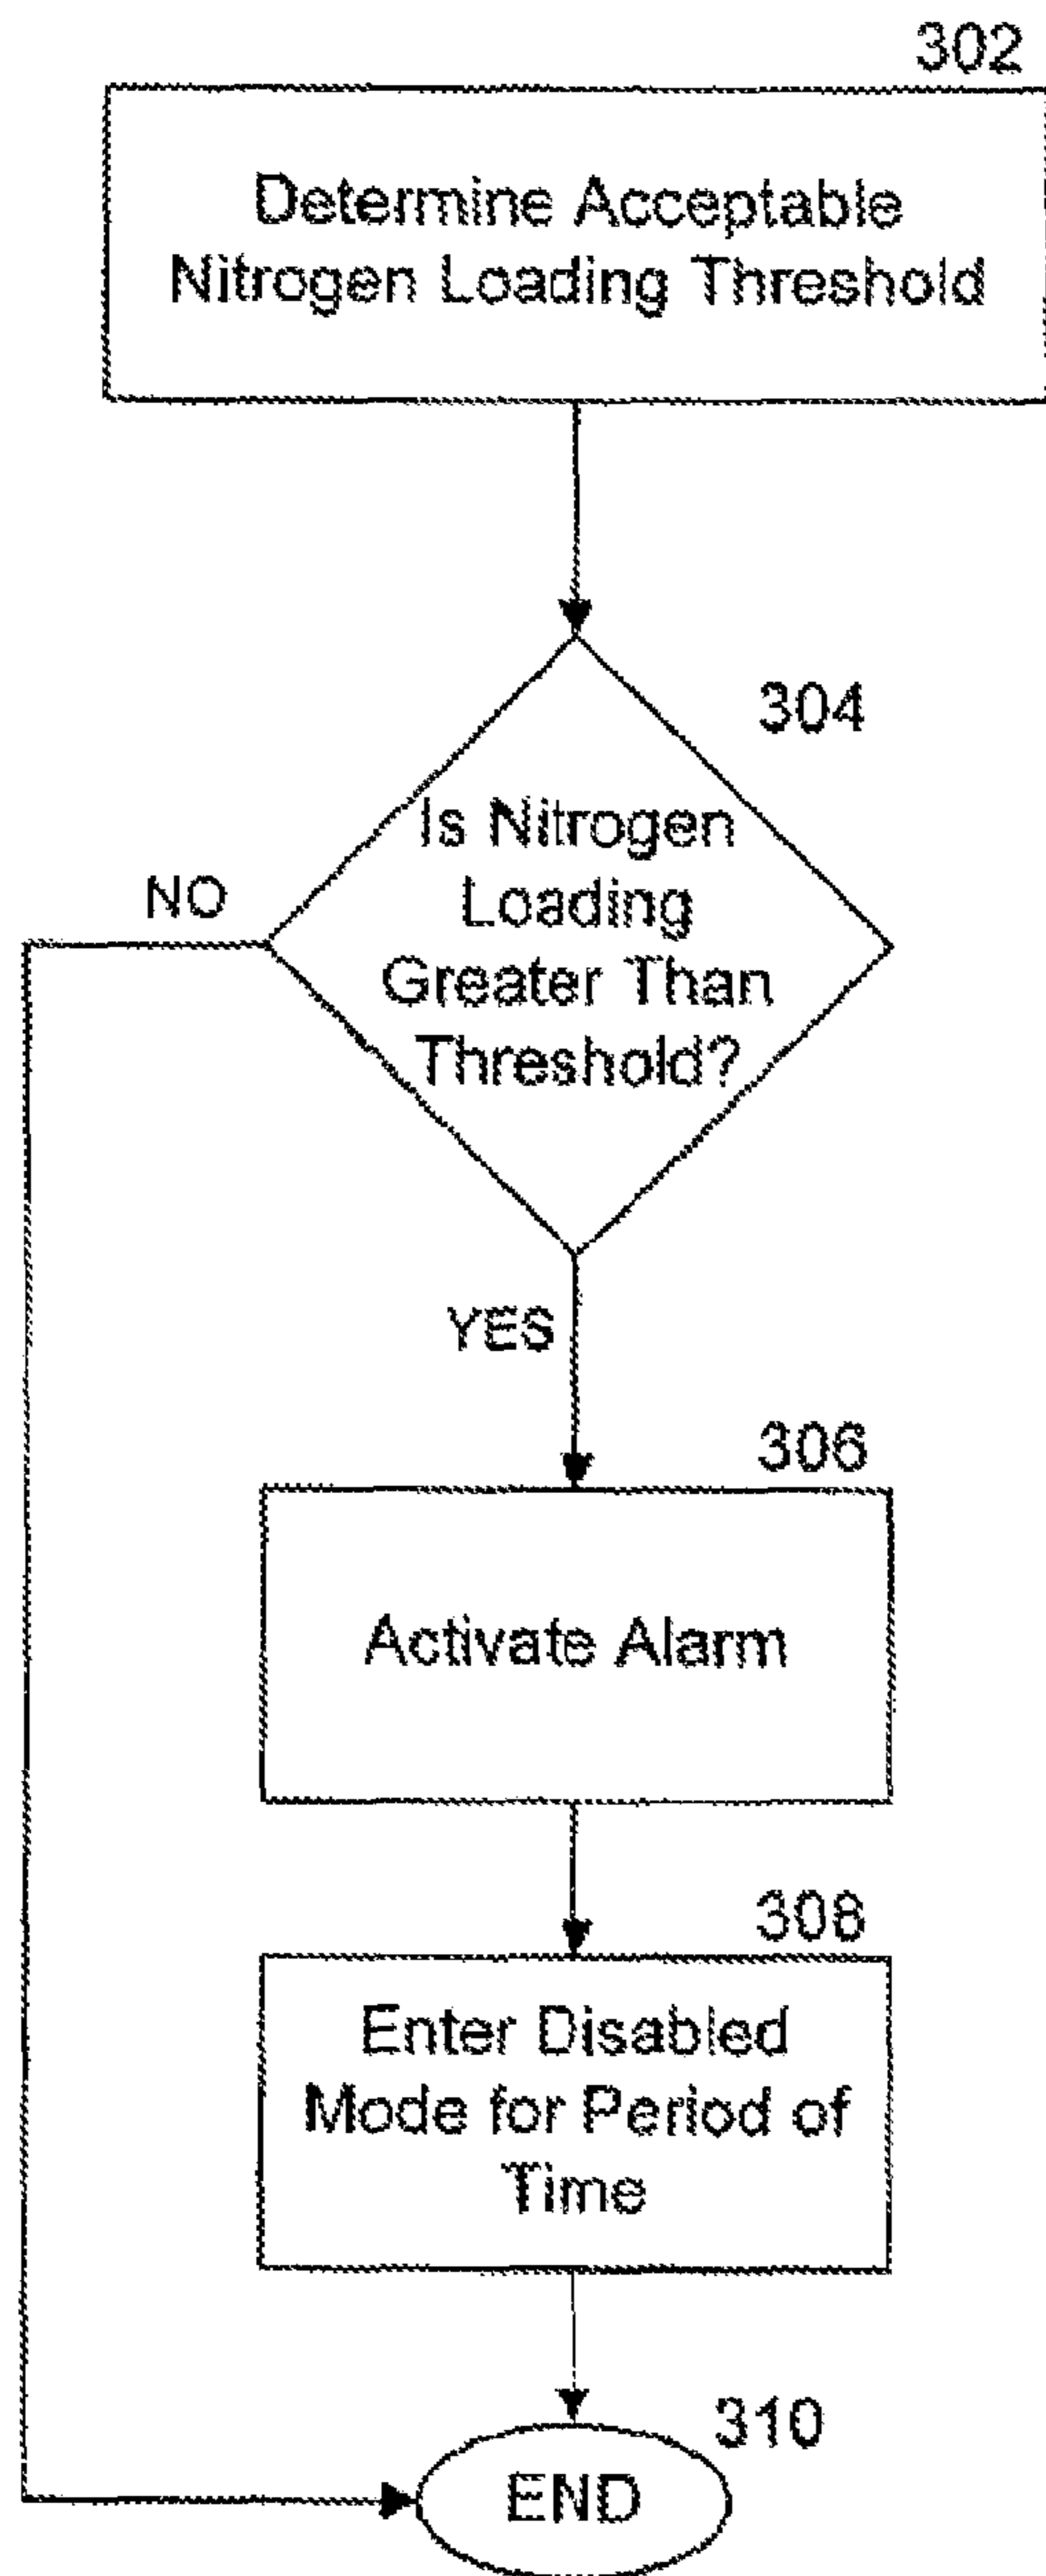 302
Determine Acceptable
Nitrogen Loading Threshold
304
Is Nitrogen
Loading
Greater Than
Threshold?
NO
YES
306
Activate Alarm
308
Enter Disabled
Mode for Period of
Time
310
END